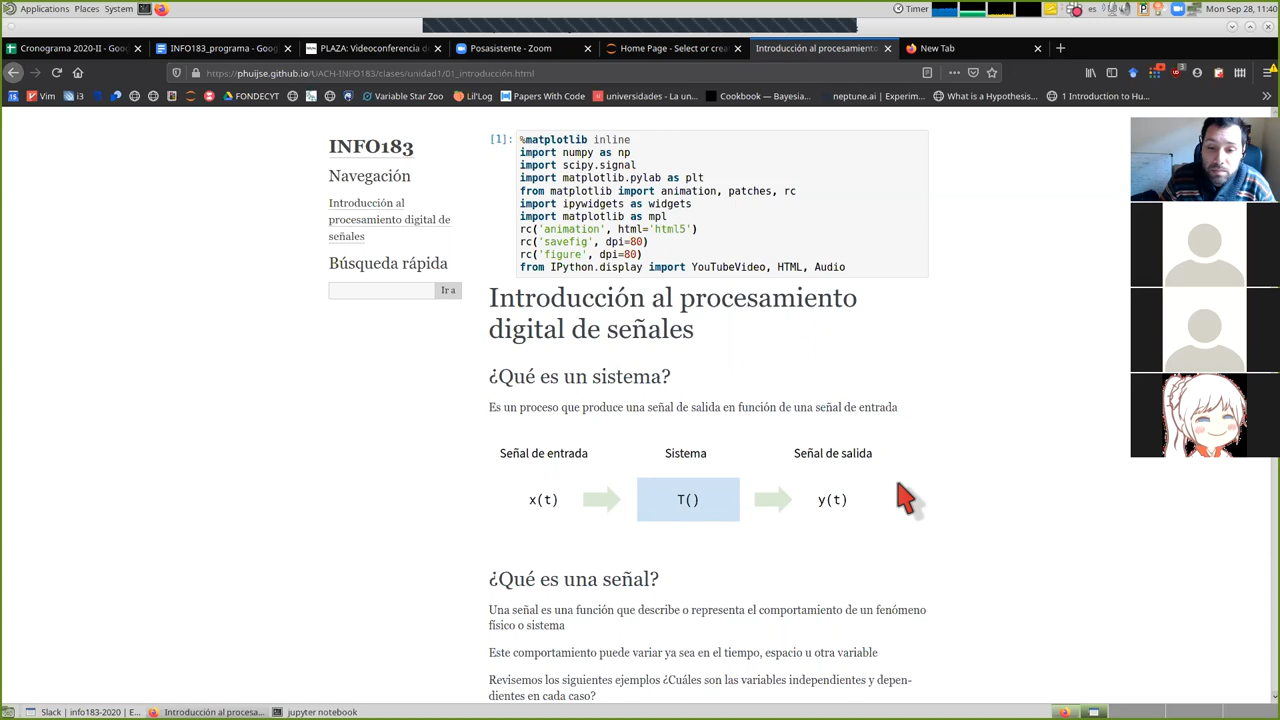 Applications Places System
Timer
es
Mon Sep 28, 11:40
Cronograma 2020-II - Goo
INFO183_programa - Goog
PLAZA: Videoconferencia de
Posasistente - Zoom
Home Page - Select or crea
Introducción al procesamiento
New Tab
https://phuijse.github.io/UACH-INFO183/clases/unidad1/01_introducción.html
Vim
i3
FONDECYT
Variable Star Zoo
Lil'Log
Papers With Code
universidades - La un...
Cookbook — Bayesia...
neptune.ai | Experim...
What is a Hypothesis...
1 Introduction to Hu...
INFO183
Navegación
Introducción al
procesamiento digital de
señales
Búsqueda rápida
Ir a
[1]:
%matplotlib inline
import numpy as np
import scipy.signal
import matplotlib.pylab as plt
from matplotlib import animation, patches, rc
import ipywidgets as widgets
import matplotlib as mpl
rc('animation', html='html5')
rc('savefig', dpi=80)
rc('figure', dpi=80)
from IPython.display import YouTubeVideo, HTML, Audio
Introducción al procesamiento
digital de señales
¿Qué es un sistema?
Es un proceso que produce una señal de salida en función de una señal de entrada
Señal de entrada
Sistema
Señal de salida
x(t)
T()
y(t)
¿Qué es una señal?
Una señal es una función que describe o representa el comportamiento de un fenómeno
físico o sistema
Este comportamiento puede variar ya sea en el tiempo, espacio u otra variable
Revisemos los siguientes ejemplos ¿Cuáles son las variables independientes y depen-
dientes en cada caso?
Slack | info183-2020 | E...
Introducción al procesa...
jupyter notebook